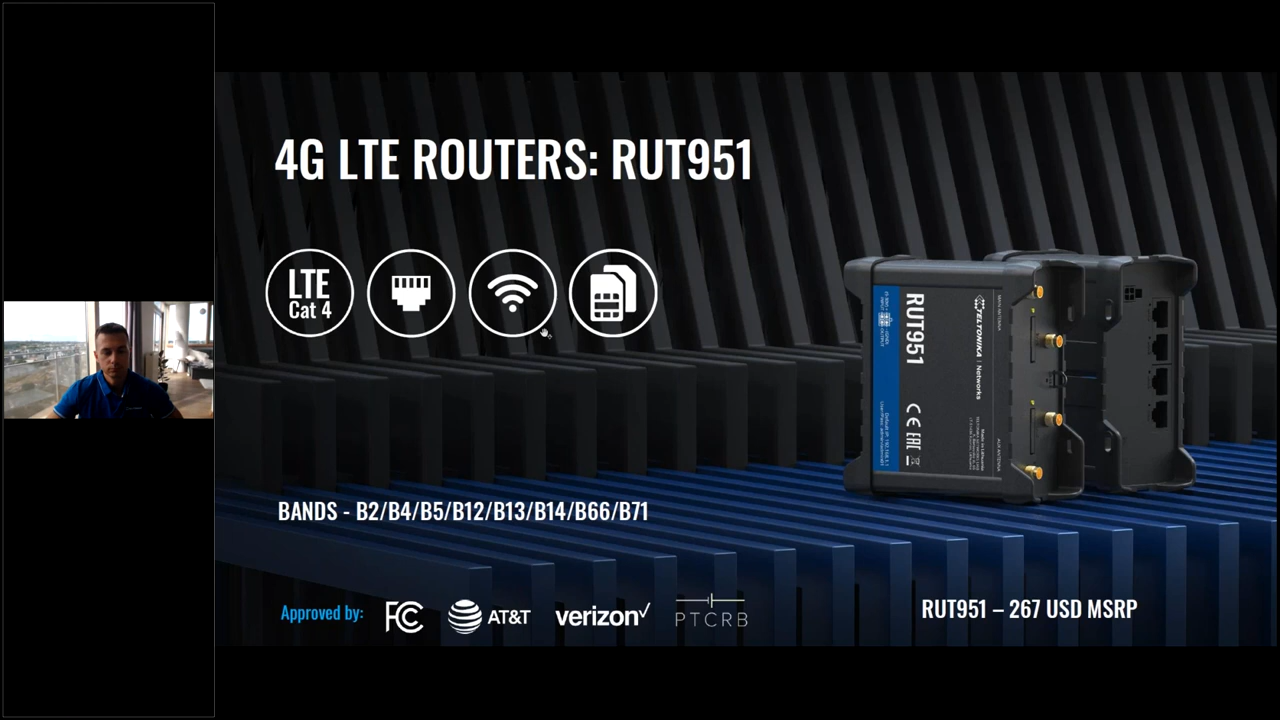 4G LTE ROUTERS: RUT951
LTE
Cat 4
RUT951
TELTONIKA | Networks
BANDS - B2/B4/B5/B12/B13/B14/B66/B71
Approved by:
FC
AT&T
verizon✓
PTCRB
RUT951 – 267 USD MSRP